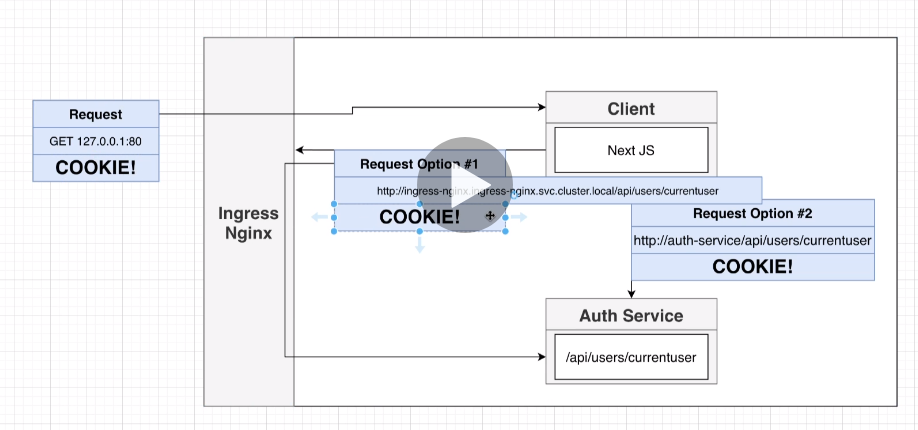 Request
GET 127.0.0.1:80
COOKIE!
Ingress
Nginx
Client
Next JS
Request Option #1
http://ingress-nginx.ingress-nginx.svc.cluster.local/api/users/currentuser
COOKIE!
Request Option #2
http://auth-service/api/users/currentuser
COOKIE!
Auth Service
/api/users/currentuser